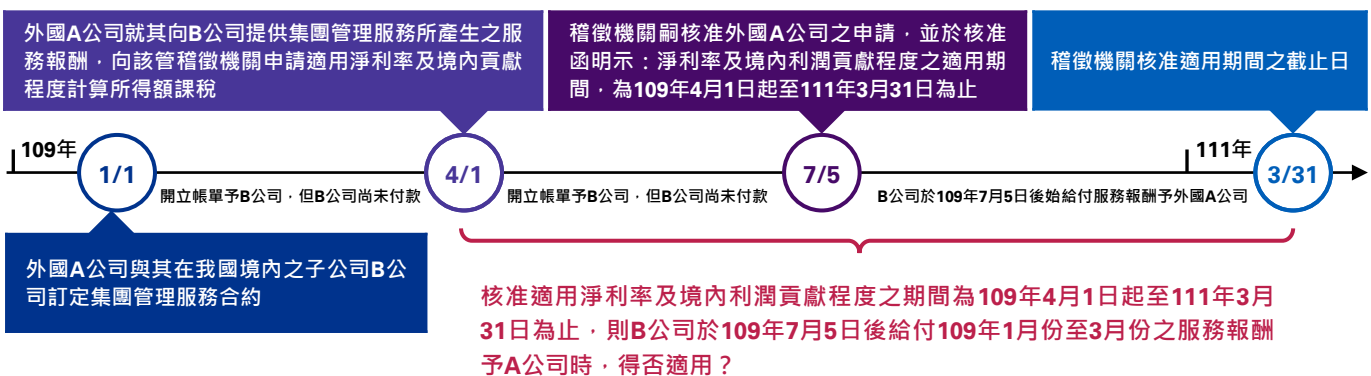 外國A公司就其向B公司提供集團管理服務所產生之服
務報酬，向該管稽徵機關申請適用淨利率及境內貢獻
程度計算所得額課稅
稽徵機關嗣核准外國A公司之申請，並於核准
函明示：淨利率及境內利潤貢獻程度之適用期
間，為109年4月1日起至111年3月31日為止
稽徵機關核准適用期間之截止日
109年
1/1
開立帳單予B公司，但B公司尚未付款
4/1
開立帳單予B公司，但B公司尚未付款
7/5
B公司於109年7月5日後始給付服務報酬予外國A公司
111年
3/31
外國A公司與其在我國境內之子公司B公
司訂定集團管理服務合約
核准適用淨利率及境內利潤貢獻程度之期間為109年4月1日起至111年3月
31日為止，則B公司於109年7月5日後給付109年1月份至3月份之服務報酬
予A公司時，得否適用？